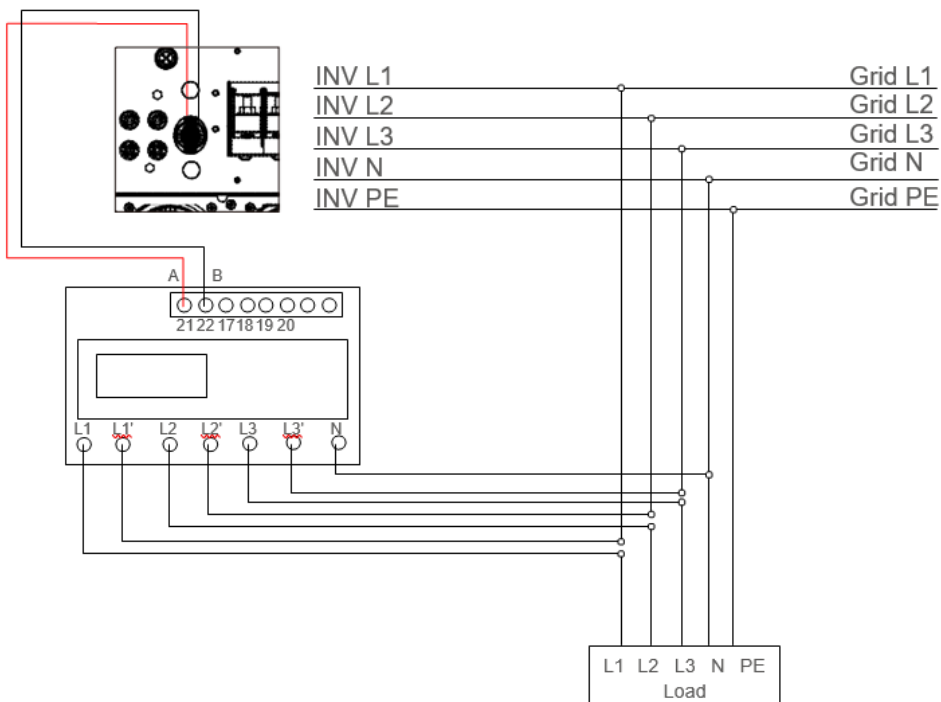 INV L1 Grid L1
INV L2 Grid L2
INV L3 Grid L3
INV N Grid N
INV PE Grid PE
A B
21 22 17 18 19 20
L1 L1' L2 L2' L3 L3' N
L1 L2 L3 N PE
Load